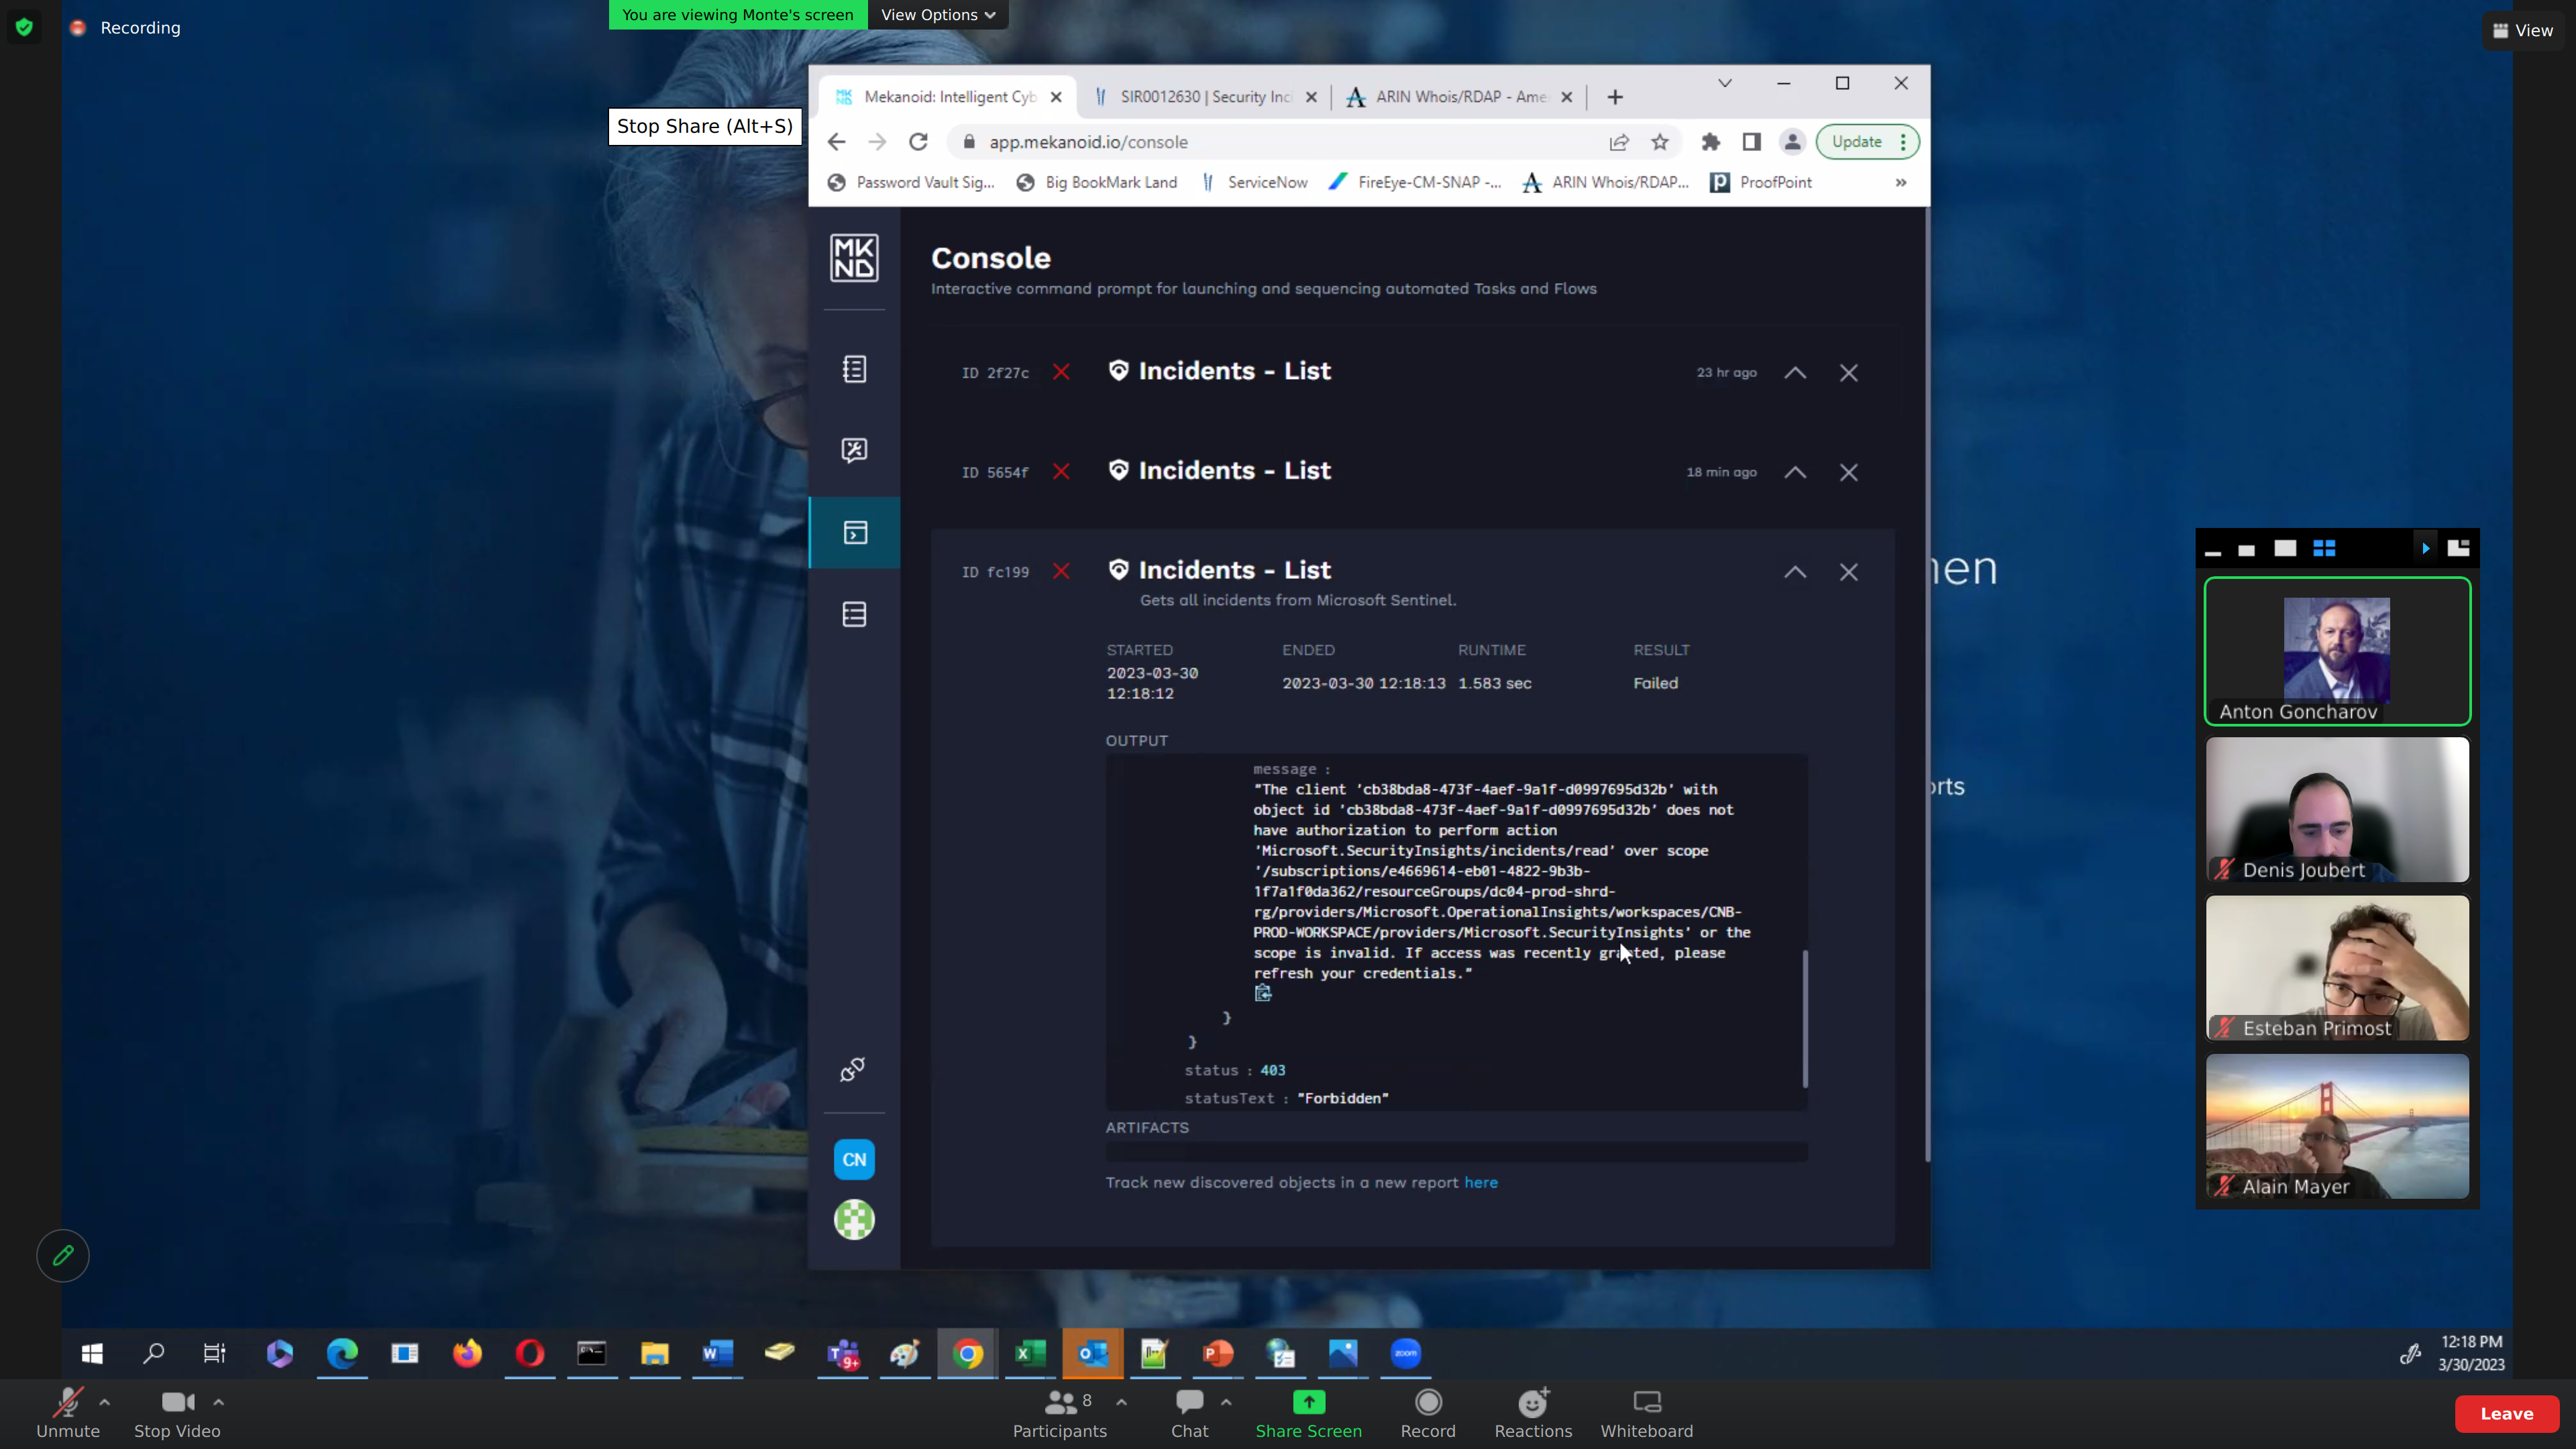 Recording
You are viewing Monte's screen
View Options
View
Stop Share (Alt+S)
Mekanoid: Intelligent Cyb
SIR0012630 | Security Inci
ARIN Whois/RDAP - Ame
app.mekanoid.io/console
Update
Password Vault Sig...
Big BookMark Land
ServiceNow
FireEye-CM-SNAP -...
ARIN Whois/RDAP...
ProofPoint
»
MK
ND
Console
Interactive command prompt for launching and sequencing automated Tasks and Flows
ID 2f27c
Incidents - List
23 hr ago
ID 5654f
Incidents - List
18 min ago
ID fc199
Incidents - List
Gets all incidents from Microsoft Sentinel.
STARTED
ENDED
RUNTIME
RESULT
2023-03-30
12:18:12
2023-03-30 12:18:13
1.583 sec
Failed
OUTPUT
message :
"The client 'cb38bda8-473f-4aef-9a1f-d0997695d32b' with
object id 'cb38bda8-473f-4aef-9a1f-d0997695d32b' does not
have authorization to perform action
'Microsoft.SecurityInsights/incidents/read' over scope
'/subscriptions/e4669614-eb01-4822-9b3b-
1f7a1f0da362/resourceGroups/dc04-prod-shrd-
rg/providers/Microsoft.OperationalInsights/workspaces/CNB-
PROD-WORKSPACE/providers/Microsoft.SecurityInsights' or the
scope is invalid. If access was recently granted, please
refresh your credentials."
}
}
status : 403
statusText : "Forbidden"
ARTIFACTS
Track new discovered objects in a new report here
CN
Anton Goncharov
Denis Joubert
Esteban Primost
Alain Mayer
9+
zoom
12:18 PM
3/30/2023
Unmute
Stop Video
Participants
8
Chat
Share Screen
Record
Reactions
Whiteboard
Leave